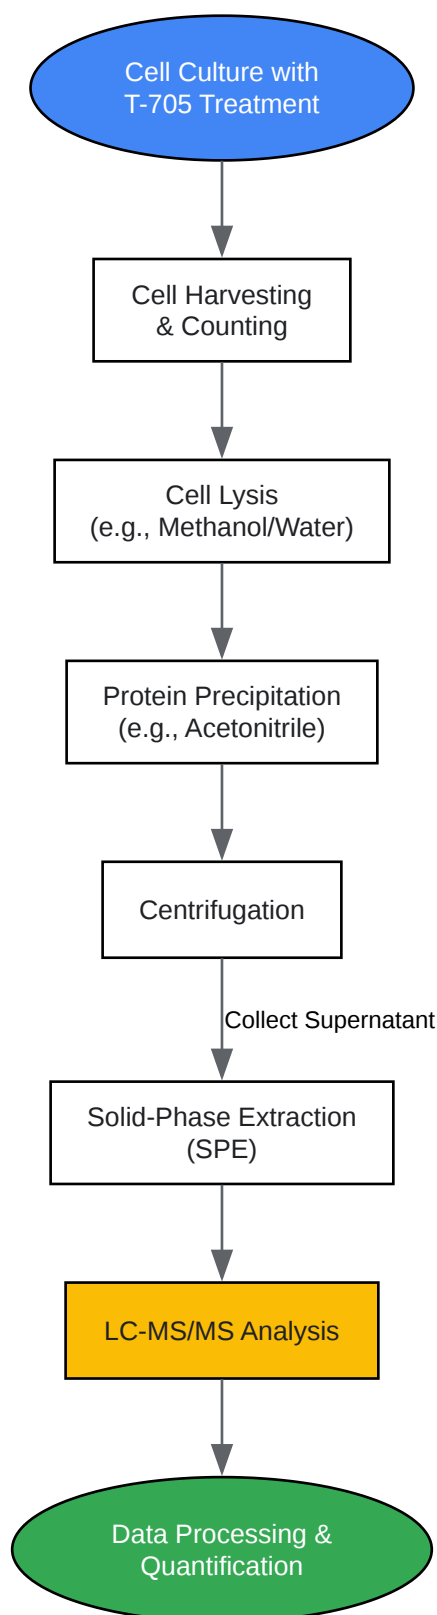 Cell Culture with
T-705 Treatment
Cell Harvesting
& Counting
Cell Lysis
(e.g., Methanol/Water)
Protein Precipitation
(e.g., Acetonitrile)
Centrifugation
Collect Supernatant
Solid-Phase Extraction
(SPE)
LC-MS/MS Analysis
Data Processing &
Quantification